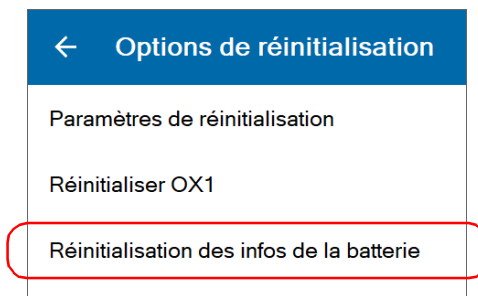 Options de réinitialisation
Paramètres de réinitialisation
Réinitialiser OX1
Réinitialisation des infos de la batterie